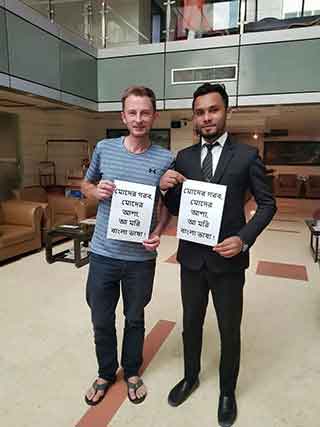 মোদের গরব,
মোদের
আশা,
আ মরি
বাংলা ভাষা!
মোদের গরব,
মোদের
আশা,
আ মরি
বাংলা ভাষা!